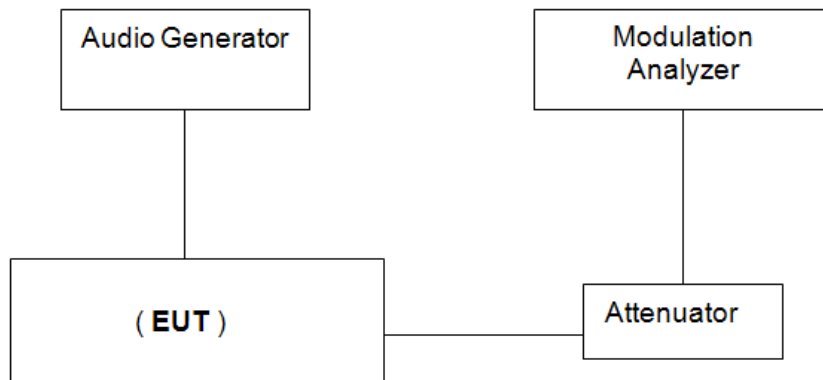 Audio Generator
Modulation
Analyzer
( EUT )
Attenuator